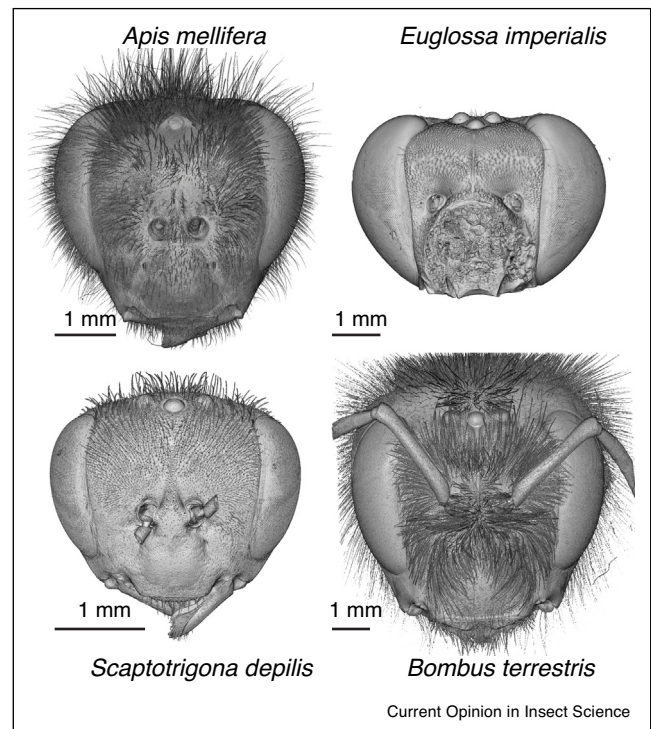 Apis mellifera
Euglossa imperialis
1 mm
1 mm
1 mm
1 mm
Scaptotrigona depilis
Bombus terrestris
Current Opinion in Insect Science